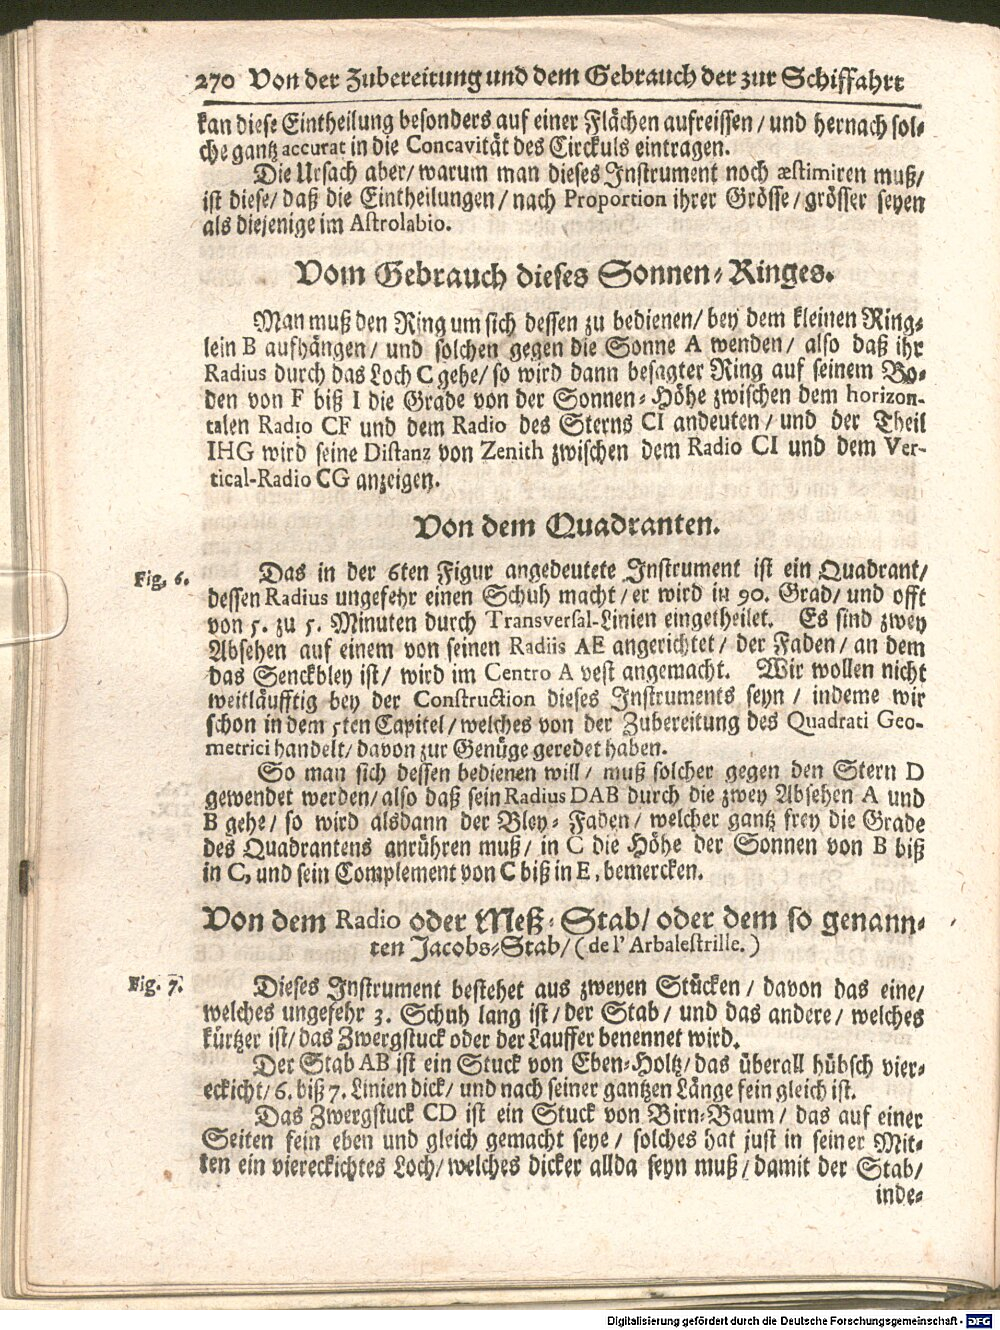 270 Von der Zubereitung und dem Gebrauch der zur Schiffahrt
kan diese Eintheilung besonders auf einer Flächen aufreissen / und hernach sol⸗
che gantz accurat in die Concavität des Circkuls eintragen.
Die Ursach aber / warum man dieses Instrument noch æstimiren muß /
ist diese / daß die Eintheilungen / nach Proportion ihrer Grösse / grösser seyen
als diejenige im Astrolabio.
Vom Gebrauch dieses Sonnen⸗Ringes.
Man muß den Ring um sich dessen zu bedienen / bey dem kleinen Ring⸗
lein B aufhängen / und solchen gegen die Sonne A wenden / also daß ihr
Radius durch das Loch C gehe / so wird dann besagter Ring auf seinem Bo⸗
den von F biß I die Grade von der Sonnen⸗Höhe zwischen dem horizon-
talen Radio CF und dem Radio des Sterns CI andeuten / und der Theil
IHG wird seine Distanz von Zenith zwischen dem Radio CI und dem Ver-
tical-Radio CG anzeigen.
Von dem Quadranten.
Fig. 6. Das in der 6ten Figur angedeutete Instrument ist ein Quadrant /
dessen Radius ungefehr einen Schuh macht / er wird in 90. Grad / und offt
von 5. zu 5. Minuten durch Transversal-Linien eingetheilet. Es sind zwey
Absehen auf einem von seinen Radiis AE angerichtet / der Faden / an dem
das Senckbley ist / wird im Centro A vest angemacht. Wir wollen nicht
weitläufftig bey der Construction dieses Instruments seyn / indeme wir
schon in dem 5ten Capitel / welches von der Zubereitung des Quadrati Geo-
metrici handelt / davon zur Genüge geredet haben.
So man sich dessen bedienen will / muß solcher gegen den Stern D
gewendet werden / also daß sein Radius DAB durch die zwey Absehen A und
B gehe / so wird alsdann der Bley⸗Faden / welcher gantz frey die Grade
des Quadrantens anrühren muß / in C die Höhe der Sonnen von B biß
in C, und sein Complement von C biß in E, bemercken.
Von dem Radio oder Meß⸗Stab / oder dem so genann⸗
ten Jacobs⸗Stab / (de l' Arbalestrille.)
Fig. 7. Dieses Instrument bestehet aus zweyen Stücken / davon das eine /
welches ungefehr 3. Schuh lang ist / der Stab / und das andere / welches
kürtzer ist / das Zwergstuck oder der Lauffer benennet wird.
Der Stab AB ist ein Stuck von Eben⸗Holtz / das überall hübsch vier⸗
eckicht / 6. biß 7. Linien dick / und nach seiner gantzen Länge fein gleich ist.
Das Zwergstuck CD ist ein Stuck von Birn⸗Baum / das auf einer
Seiten fein eben und gleich gemacht seye / solches hat just in seiner Mit⸗
ten ein viereckichtes Loch / welches dicker allda seyn muß / damit der Stab /
inde⸗
Digitalisierung gefördert durch die Deutsche Forschungsgemeinschaft - DFG